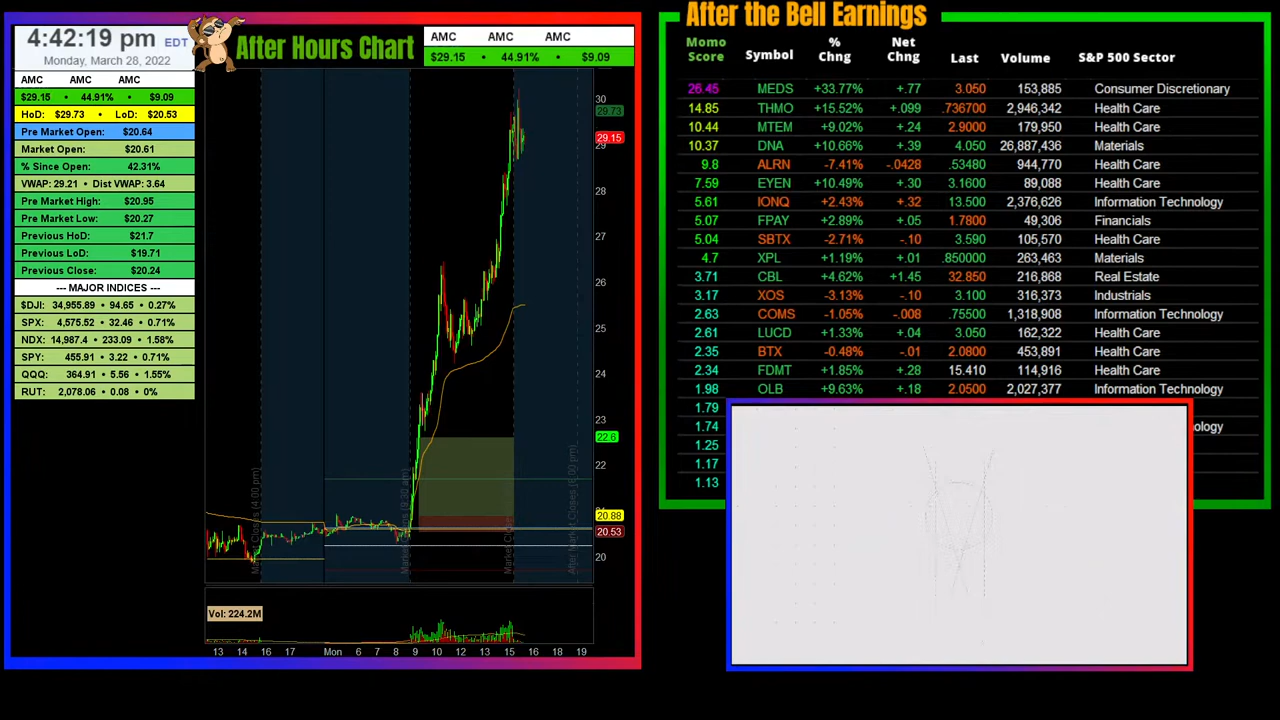 4:42:19 pm EDT
Monday, March 28, 2022
After Hours Chart
AMC AMC AMC
$29.15 • 44.91% • $9.09
AMC AMC AMC
$29.15 • 44.91% • $9.09
HoD: $29.73 • LoD: $20.53
Pre Market Open: $20.64
Market Open: $20.61
% Since Open: 42.31%
VWAP: 29.21 • Dist VWAP: 3.64
Pre Market High: $20.95
Pre Market Low: $20.27
Previous HoD: $21.7
Previous LoD: $19.71
Previous Close: $20.24
--- MAJOR INDICES ---
$DJI: 34,955.89 • 94.65 • 0.27%
SPX: 4,575.52 • 32.46 • 0.71%
NDX: 14,987.4 • 233.09 • 1.58%
SPY: 455.91 • 3.22 • 0.71%
QQQ: 364.91 • 5.56 • 1.55%
RUT: 2,078.06 • 0.08 • 0%
30
29.73
29.15
29
28
27
26
25
24
23
22.6
22
20.88
20.53
20
Market Closes (4:00 pm)
Market Opens (9:30 am)
Market Close
After Market Closes (8:00 pm)
Vol: 224.2M
13 14 16 17 Mon 6 7 8 9 10 12 13 15 16 18 19
After the Bell Earnings
Momo Score Symbol % Chng Net Chng Last Volume S&P 500 Sector
26.45 MEDS +33.77% +.77 3.050 153,885 Consumer Discretionary
14.85 THMO +15.52% +.099 .736700 2,946,342 Health Care
10.44 MTEM +9.02% +.24 2.9000 179,950 Health Care
10.37 DNA +10.66% +.39 4.050 26,887,436 Materials
9.8 ALRN -7.41% -.0428 .53480 944,770 Health Care
7.59 EYEN +10.49% +.30 3.1600 89,088 Health Care
5.61 IONQ +2.43% +.32 13.500 2,376,626 Information Technology
5.07 FPAY +2.89% +.05 1.7800 49,306 Financials
5.04 SBTX -2.71% -.10 3.590 105,570 Health Care
4.7 XPL +1.19% +.01 .850000 263,463 Materials
3.71 CBL +4.62% +1.45 32.850 216,868 Real Estate
3.17 XOS -3.13% -.10 3.100 316,373 Industrials
2.63 COMS -1.05% -.008 .75500 1,318,908 Information Technology
2.61 LUCD +1.33% +.04 3.050 162,322 Health Care
2.35 BTX -0.48% -.01 2.0800 453,891 Health Care
2.34 FDMT +1.85% +.28 15.410 114,916 Health Care
1.98 OLB +9.63% +.18 2.0500 2,027,377 Information Technology
1.79
1.74 nology
1.25
1.17
1.13